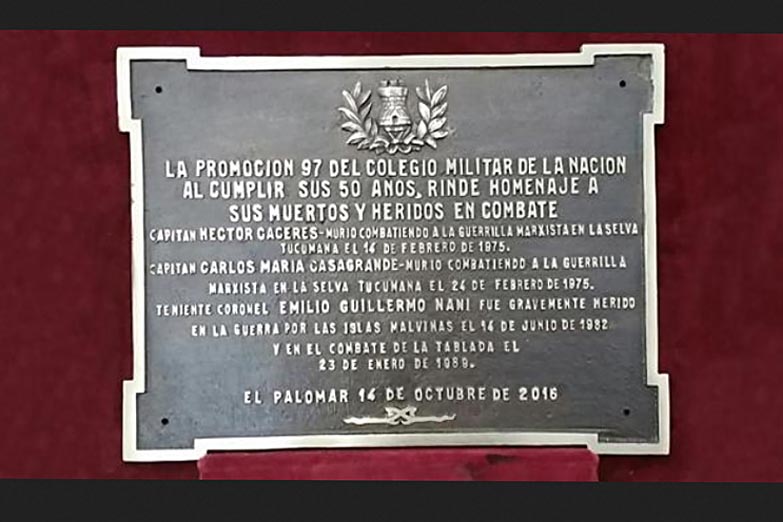 LA PROMOCION 97 DEL COLEGIO MILITAR DE LA NACION
AL CUMPLIR SUS 50 ANOS, RINDE HOMENAJE A
SUS MUERTOS Y HERIDOS EN COMBATE
CAPITAN HECTOR CACERES-MURIO COMBATIENDO A LA GUERRILLA MARXISTA EN LA SELVA
TUCUMANA EL 14 DE FEBRERO DE 1975.
CAPITAN CARLOS MARIA CASAGRANDE-MURIO COMBATIENDO A LA GUERRILLA
MARXISTA EN LA SELVA TUCUMANA EL 24 DE FEBRERO DE 1975.
TENIENTE CORONEL EMILIO GUILLERMO NANI FUE GRAVEMENTE HERIDO
EN LA GUERRA POR LAS ISLAS MALVINAS EL 14 DE JUNIO DE 1982
Y EN EL COMBATE DE LA TABLADA EL
23 DE ENERO DE 1989.
EL PALOMAR 14 DE OCTUBRE DE 2016